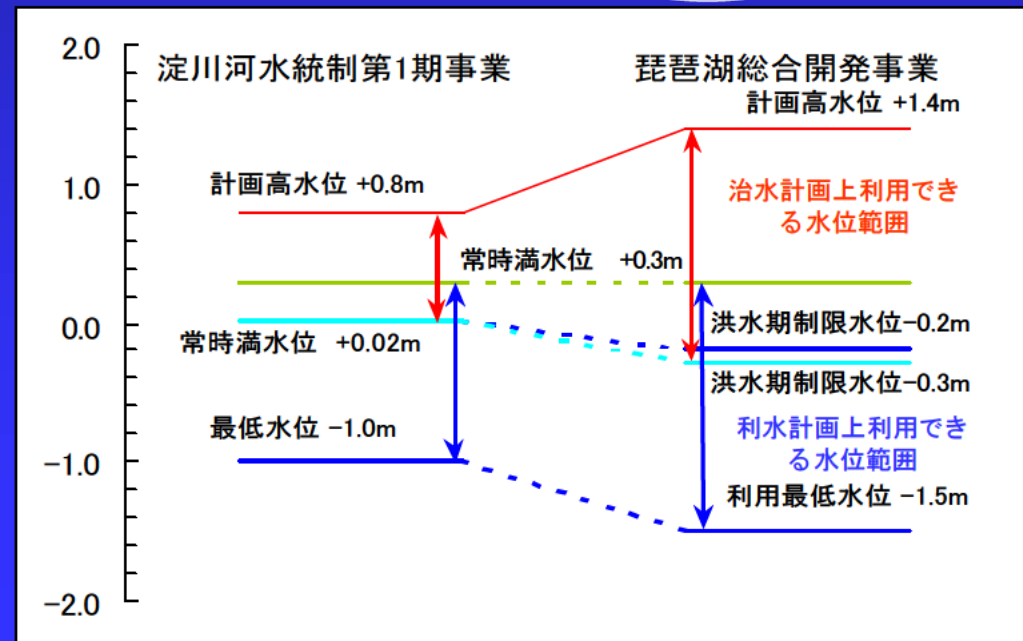 2.0
淀川河水統制第1期事業
琵琶湖総合開発事業
計画高水位 +1.4m
1.0
計画高水位 +0.8m
治水計画上利用でき
る水位範囲
常時満水位 +0.3m
0.0
洪水期制限水位−0.2m
常時満水位 +0.02m
洪水期制限水位−0.3m
最低水位 −1.0m
利水計画上利用でき
る水位範囲
−1.0
利用最低水位 −1.5m
−2.0